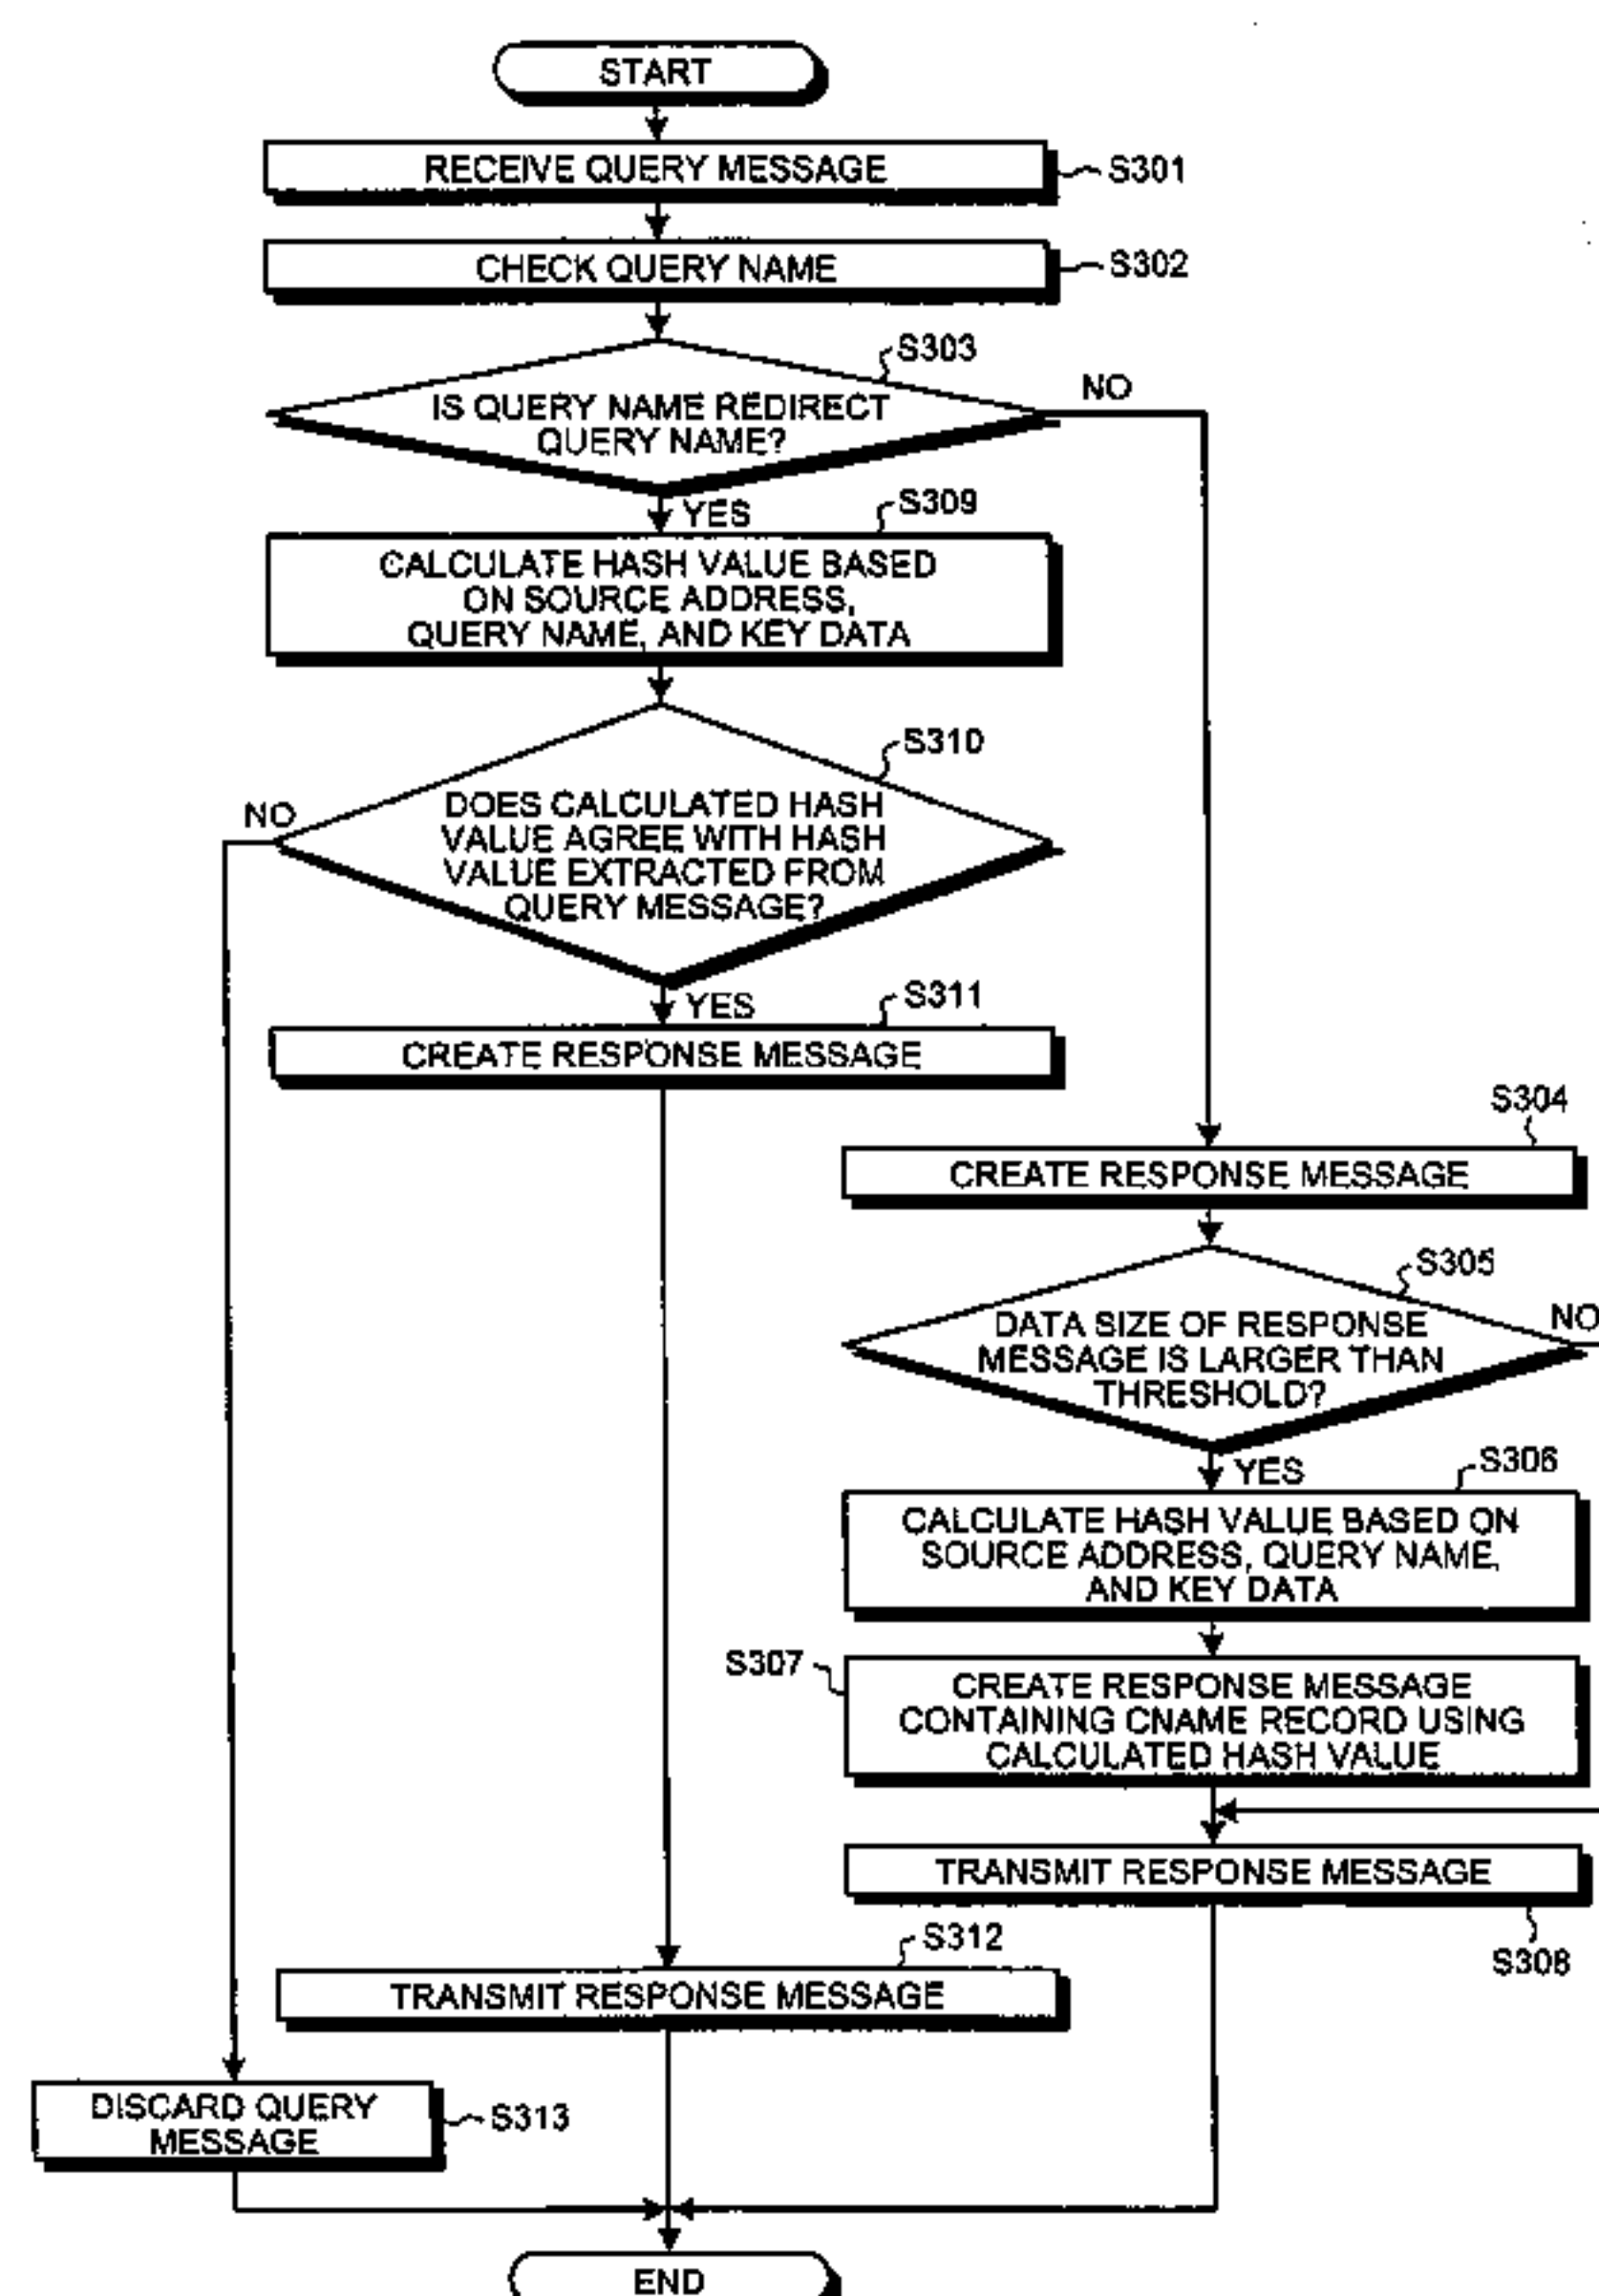 START
RECEIVE QUERY MESSAGE
S301
CHECK QUERY NAME
S302
S303
IS QUERY NAME REDIRECT
QUERY NAME?
NO
YES
S309
CALCULATE HASH VALUE BASED
ON SOURCE ADDRESS,
QUERY NAME, AND KEY DATA
S310
DOES CALCULATED HASH
VALUE AGREE WITH HASH
VALUE EXTRACTED FROM
QUERY MESSAGE?
NO
YES
S311
CREATE RESPONSE MESSAGE
S304
CREATE RESPONSE MESSAGE
S305
DATA SIZE OF RESPONSE
MESSAGE IS LARGER THAN
THRESHOLD?
NO
YES
S306
CALCULATE HASH VALUE BASED ON
SOURCE ADDRESS, QUERY NAME,
AND KEY DATA
S307
CREATE RESPONSE MESSAGE
CONTAINING CNAME RECORD USING
CALCULATED HASH VALUE
TRANSMIT RESPONSE MESSAGE
S308
S312
TRANSMIT RESPONSE MESSAGE
DISCARD QUERY
MESSAGE
S313
END